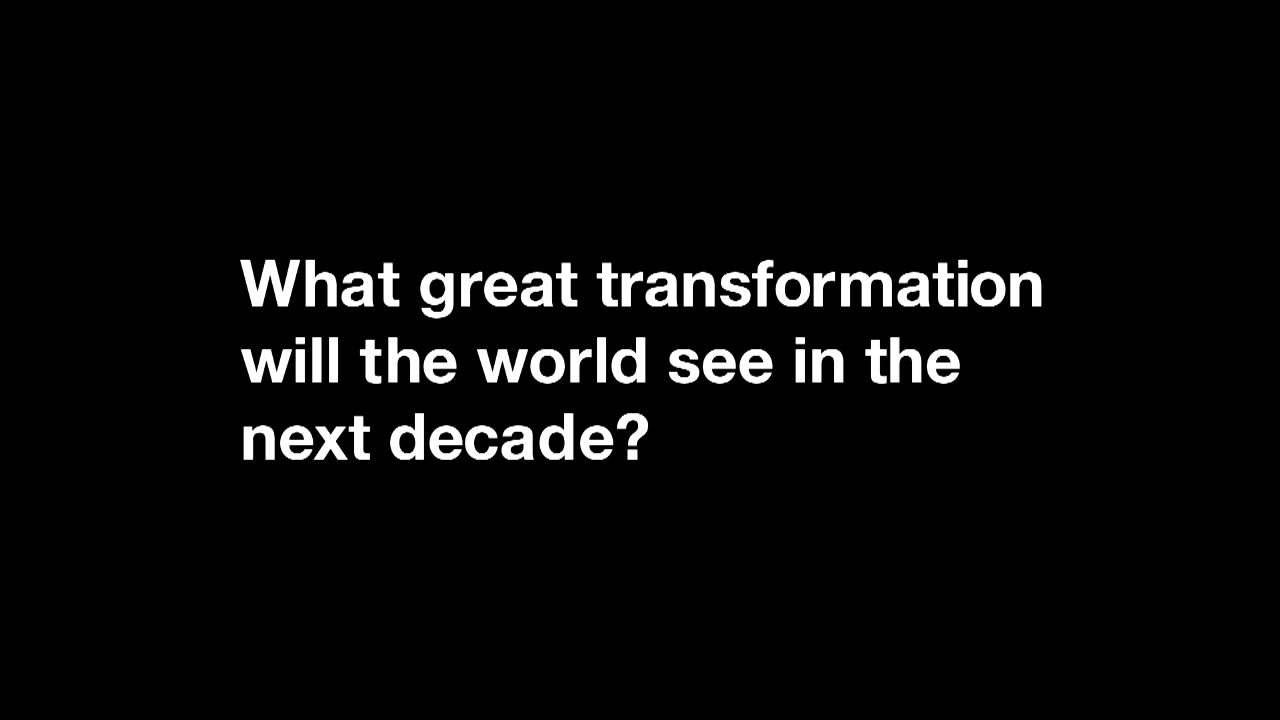 What great transformation
will the world see in the
next decade?